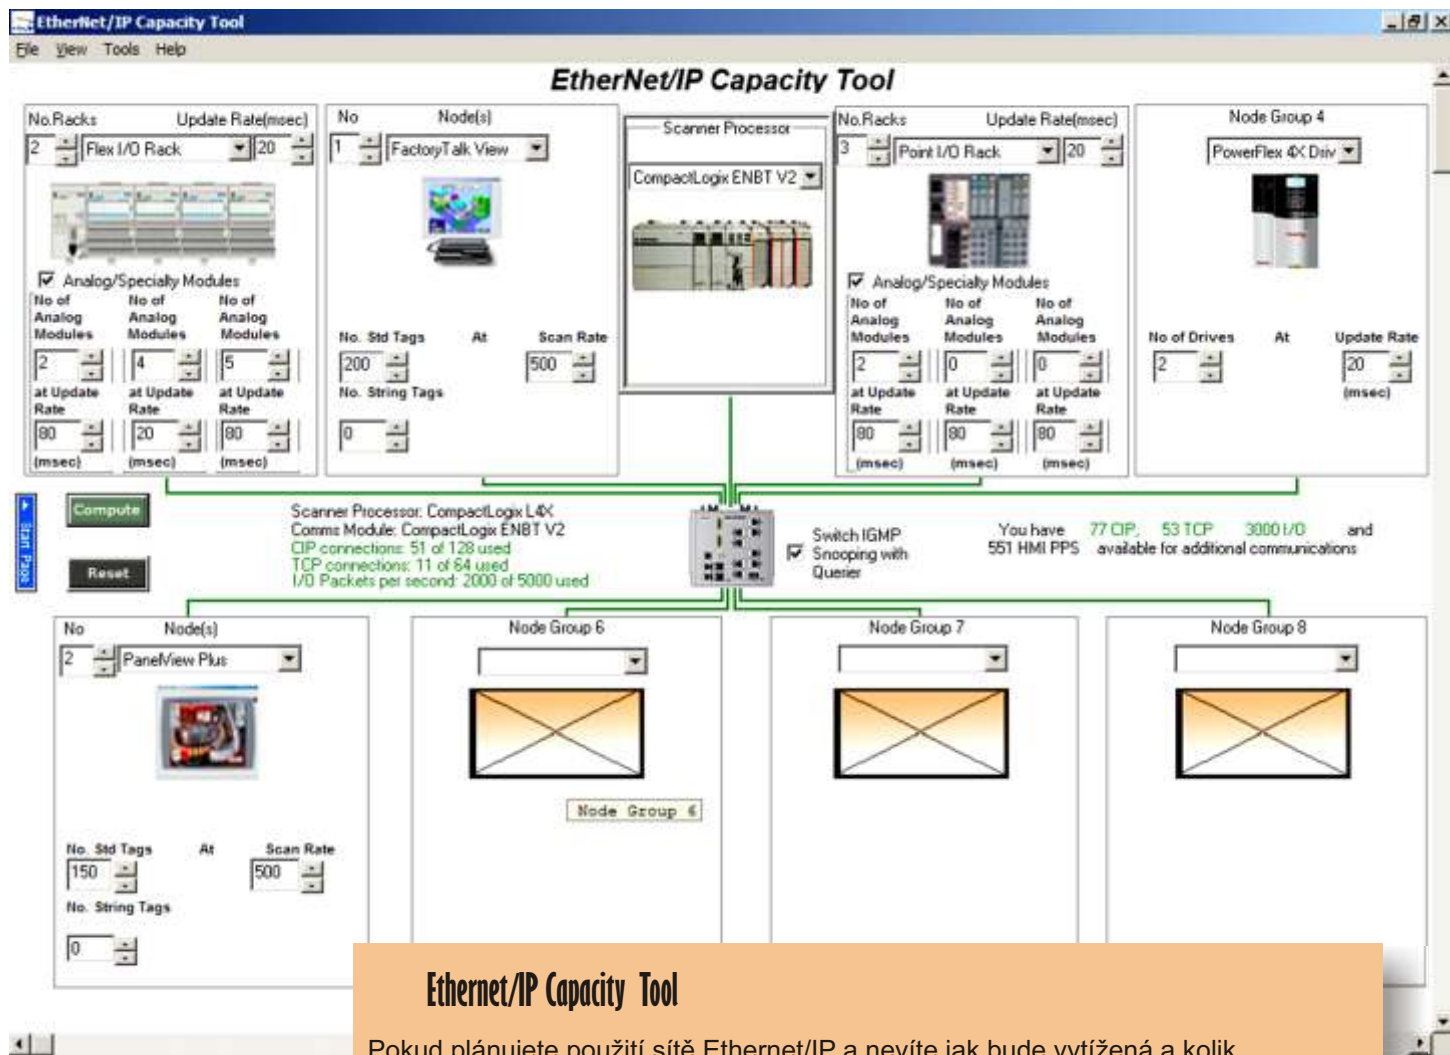 EtherNet/IP Capacity Tool
File View Tools Help
EtherNet/IP Capacity Tool
No.Racks Update Rate(msec)
2 Flex I/O Rack 20
Analog/Specialty Modules
No of Analog Modules No of Analog Modules No of Analog Modules
2 4 5
at Update Rate at Update Rate at Update Rate
80 20 80
(msec) (msec) (msec)
No Node(s)
1 FactoryTalk View
No. Std Tags At Scan Rate
200 500
No. String Tags
0
Scanner Processor
CompactLogix ENBT V2
No.Racks Update Rate(msec)
3 Point I/O Rack 20
Analog/Specialty Modules
No of Analog Modules No of Analog Modules No of Analog Modules
2 0 0
at Update Rate at Update Rate at Update Rate
80 80 80
(msec) (msec) (msec)
Node Group 4
PowerFlex 4X Driv
No of Drives At Update Rate
2 20
(msec)
Start Page
Compute
Reset
Scanner Processor: CompactLogix L4X
Comms Module: CompactLogix ENBT V2
CIP connections: 51 of 128 used
TCP connections: 11 of 64 used
I/O Packets per second: 2000 of 5000 used
Switch IGMP
Snooping with
Querier
You have 77 CIP, 53 TCP 3000 I/O and
551 HMI PPS available for additional communications
No Node(s)
2 PanelView Plus
No. Std Tags At Scan Rate
150 500
No. String Tags
0
Node Group 6
Node Group 6
Node Group 7
Node Group 8
Ethernet/IP Capacity Tool
Pokud plánujete použití sítě Ethernet/IP a nevíte jak bude vytížená a kolik